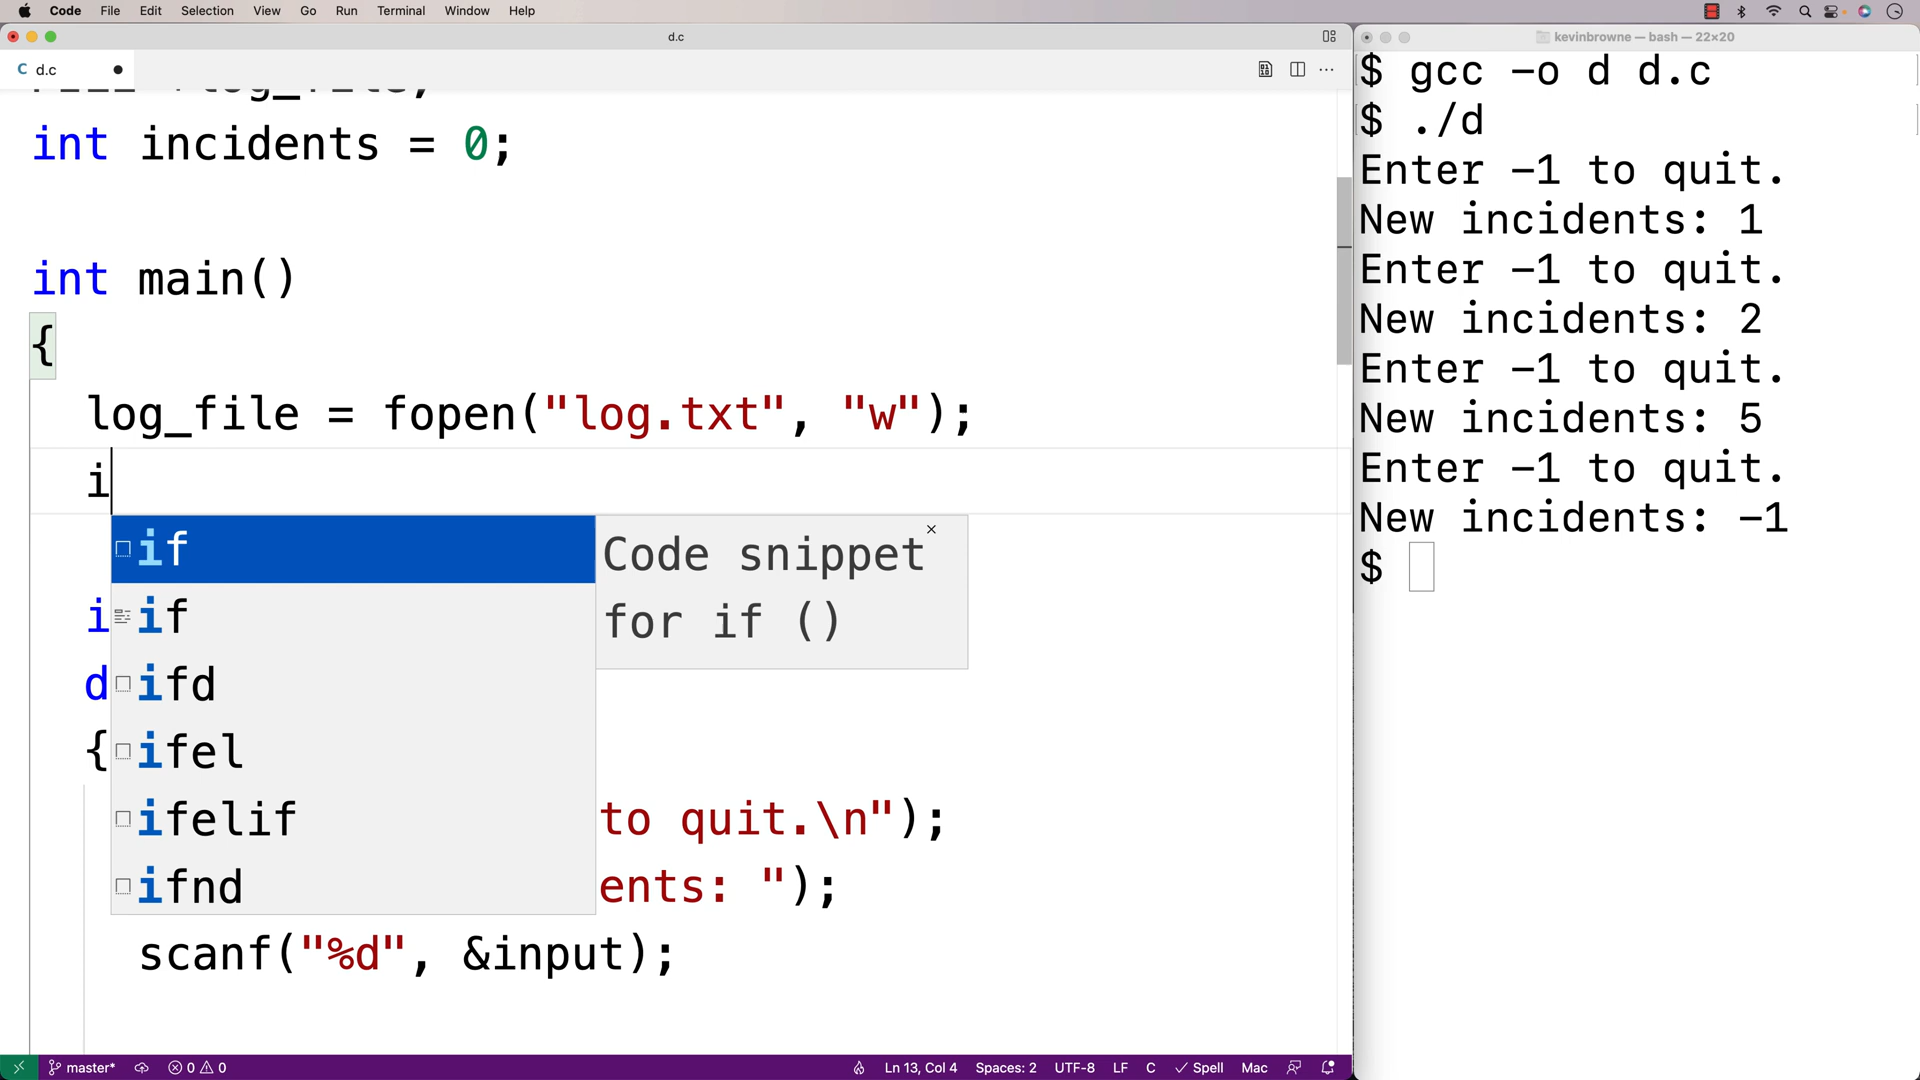 Code File Edit Selection View Go Run Terminal Window Help
d.c
C d.c
log_file;
int incidents = 0;
int main()
{
log_file = fopen("log.txt", "w");
i
if
Code snippet
for if ()
i
if
d
ifd
{
ifel
ifelif
to quit.\n");
ifnd
ents: ");
scanf("%d", &input);
master* 0 0 Ln 13, Col 4 Spaces: 2 UTF-8 LF C Spell Mac
kevinbrowne — bash — 22×20
$ gcc -o d d.c
$ ./d
Enter -1 to quit.
New incidents: 1
Enter -1 to quit.
New incidents: 2
Enter -1 to quit.
New incidents: 5
Enter -1 to quit.
New incidents: -1
$